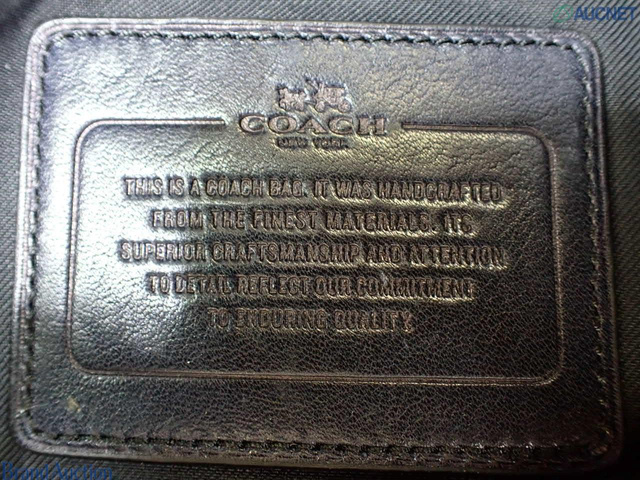 AUCNET
COACH
NEW YORK
THIS IS A COACH BAG. IT WAS HANDCRAFTED
FROM THE FINEST MATERIALS. ITS
SUPERIOR CRAFTSMANSHIP AND ATTENTION
TO DETAIL REFLECT OUR COMMITMENT
TO ENDURING QUALITY.
Brand Auction